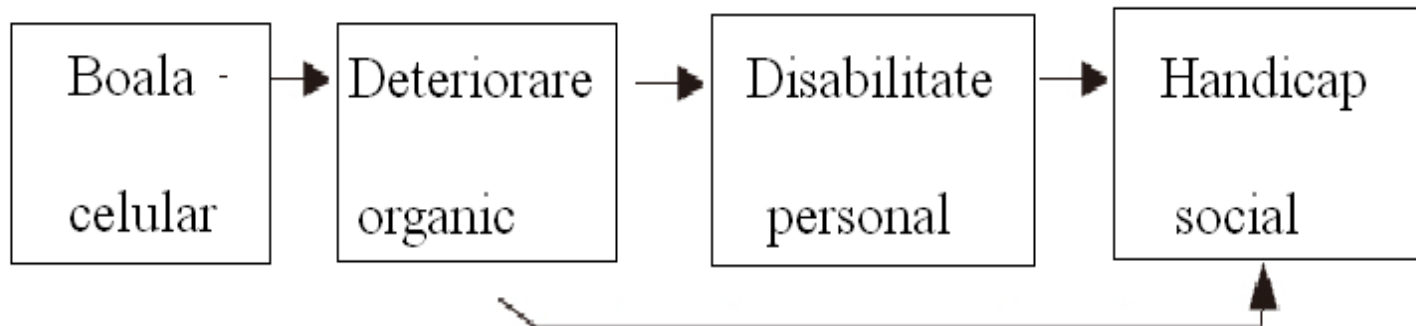 Boala -
celular
Deteriorare
organic
Disabilitate
personal
Handicap
social